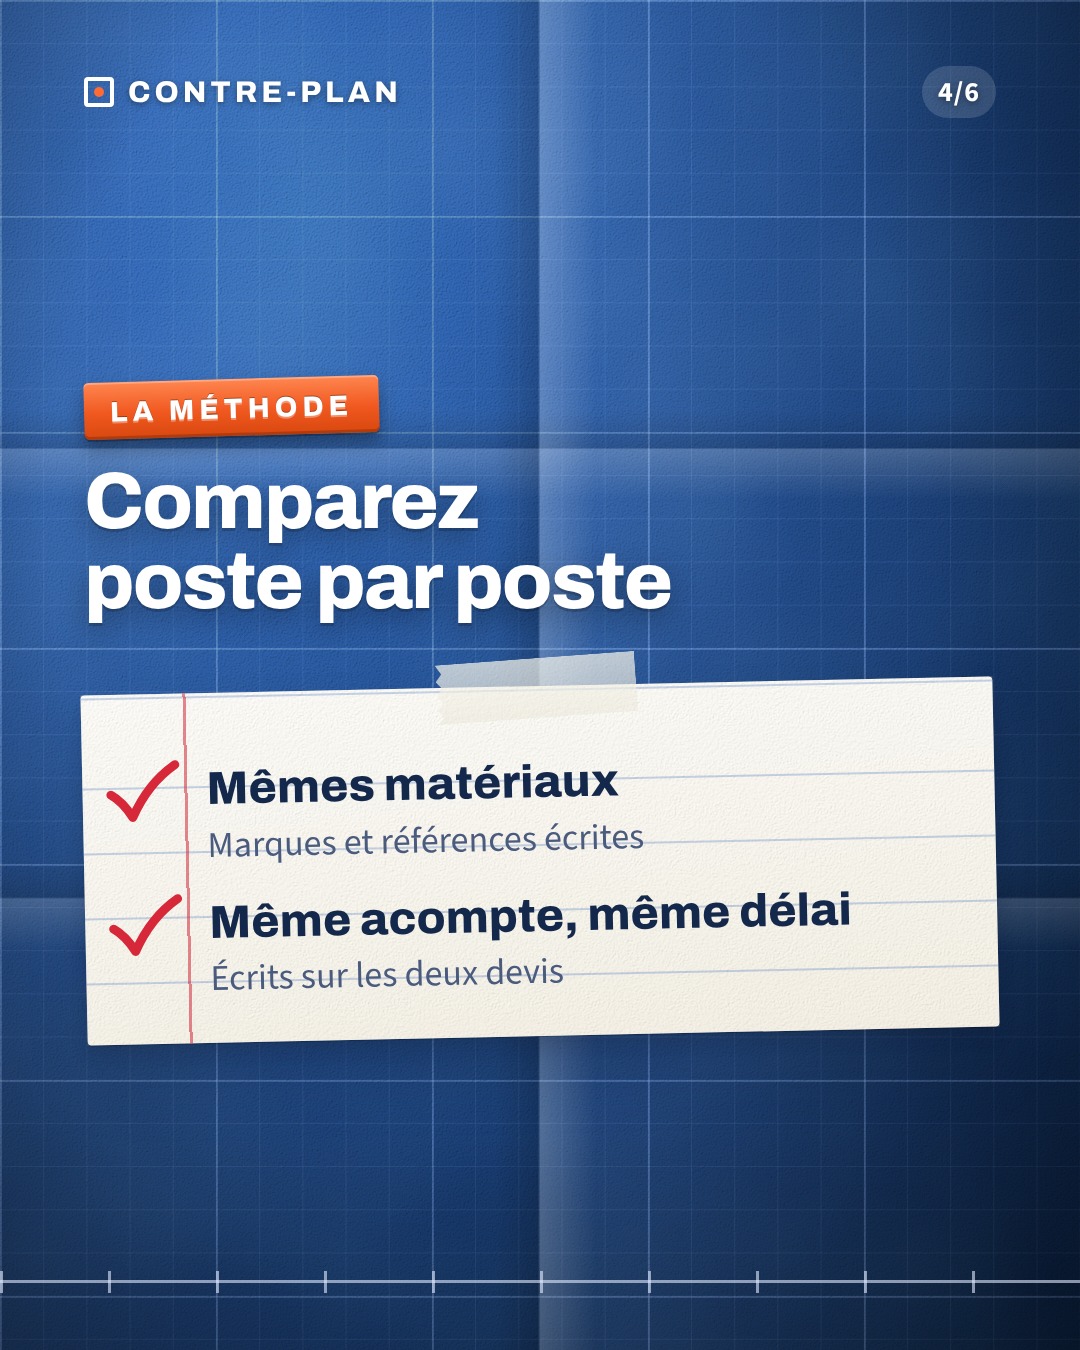 CONTRE-PLAN
4/6
LA MÉTHODE
Comparez
poste par poste
Mêmes matériaux
Marques et références écrites
Même acompte, même délai
Écrits sur les deux devis